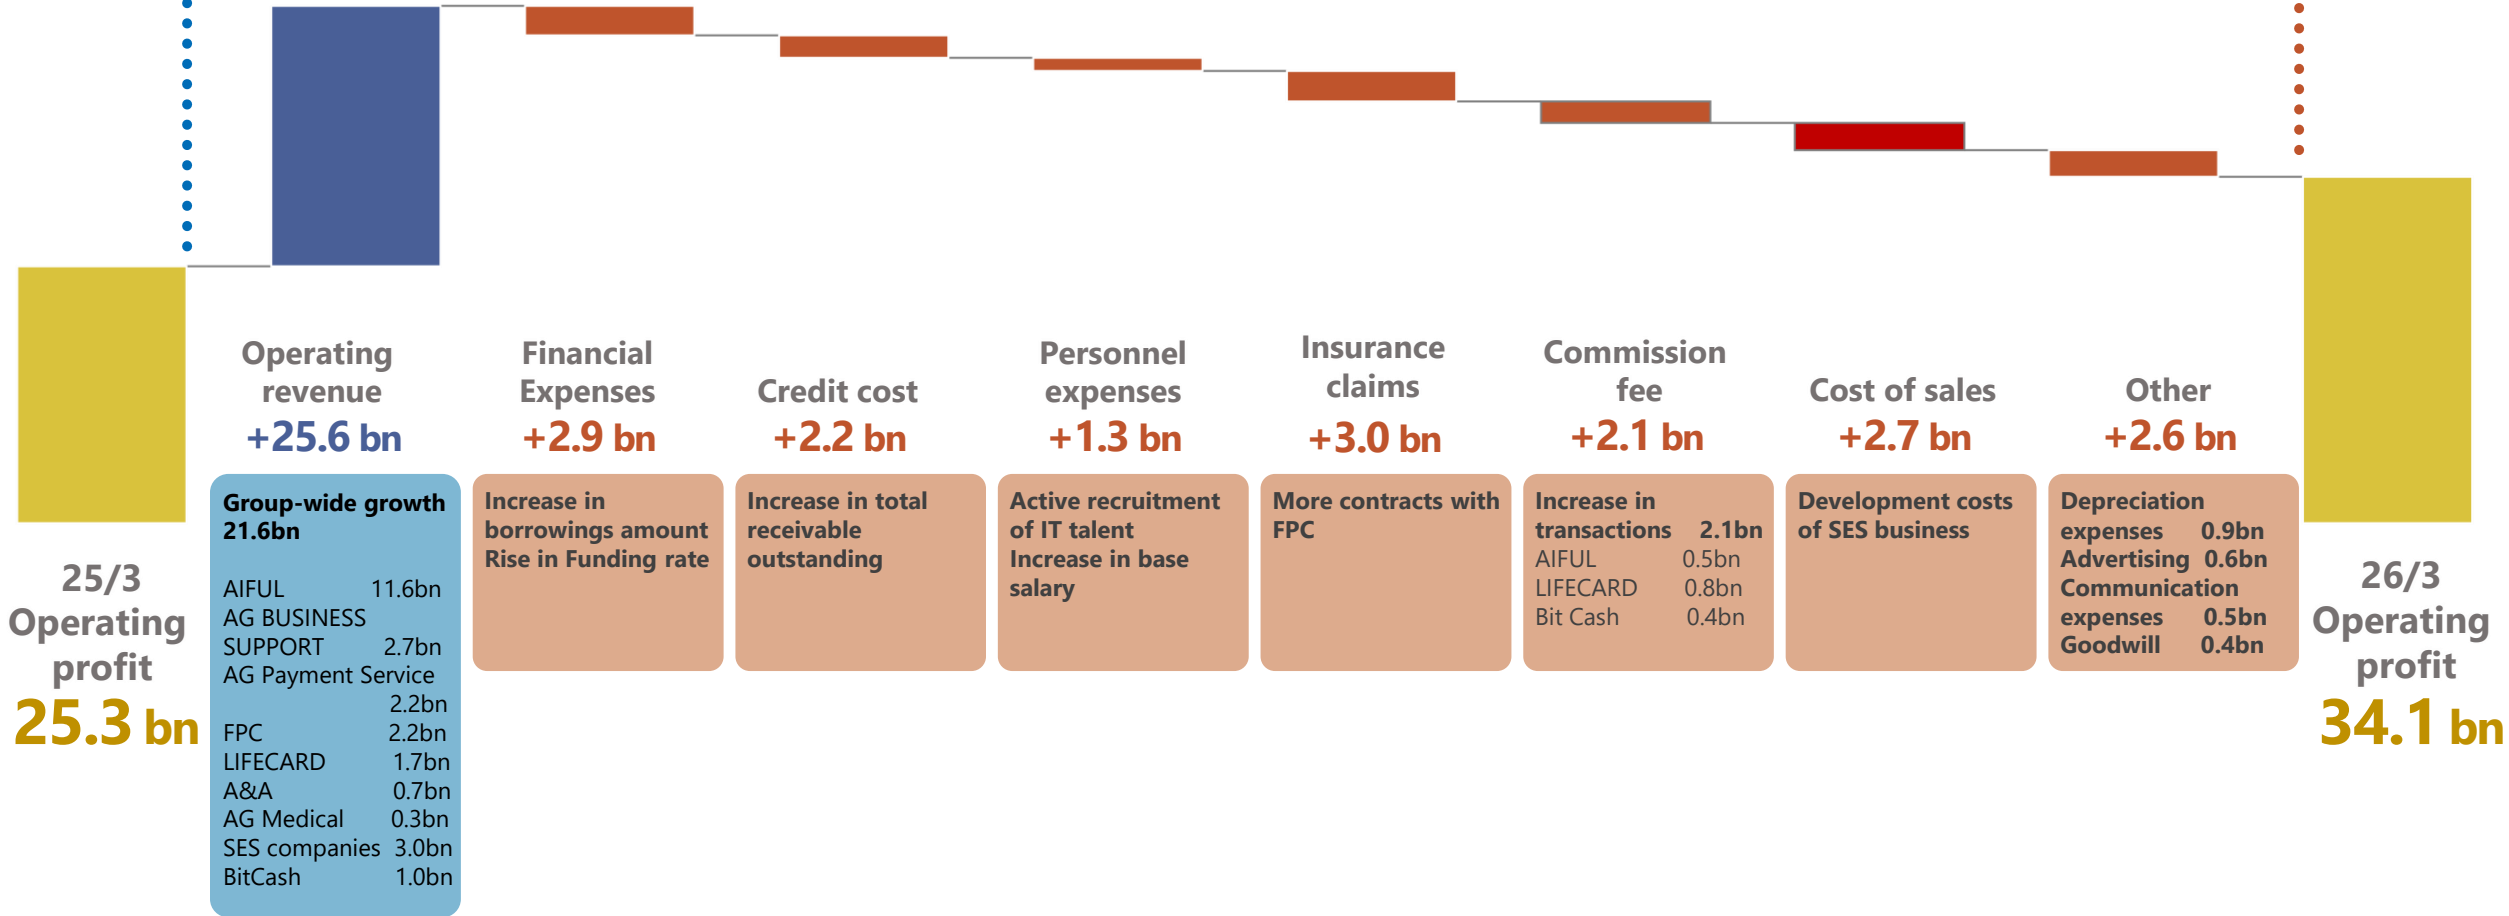 25/3
Operating
profit
25.3 bn
Operating
revenue
+25.6 bn
Group-wide growth
21.6bn
AIFUL 11.6bn
AG BUSINESS
SUPPORT 2.7bn
AG Payment Service
2.2bn
FPC 2.2bn
LIFECARD 1.7bn
A&A 0.7bn
AG Medical 0.3bn
SES companies 3.0bn
BitCash 1.0bn
Financial
Expenses
+2.9 bn
Increase in
borrowings amount
Rise in Funding rate
Credit cost
+2.2 bn
Increase in total
receivable
outstanding
Personnel
expenses
+1.3 bn
Active recruitment
of IT talent
Increase in base
salary
Insurance
claims
+3.0 bn
More contracts with
FPC
Commission
fee
+2.1 bn
Increase in
transactions 2.1bn
AIFUL 0.5bn
LIFECARD 0.8bn
Bit Cash 0.4bn
Cost of sales
+2.7 bn
Development costs
of SES business
Other
+2.6 bn
Depreciation
expenses 0.9bn
Advertising 0.6bn
Communication
expenses 0.5bn
Goodwill 0.4bn
26/3
Operating
profit
34.1 bn